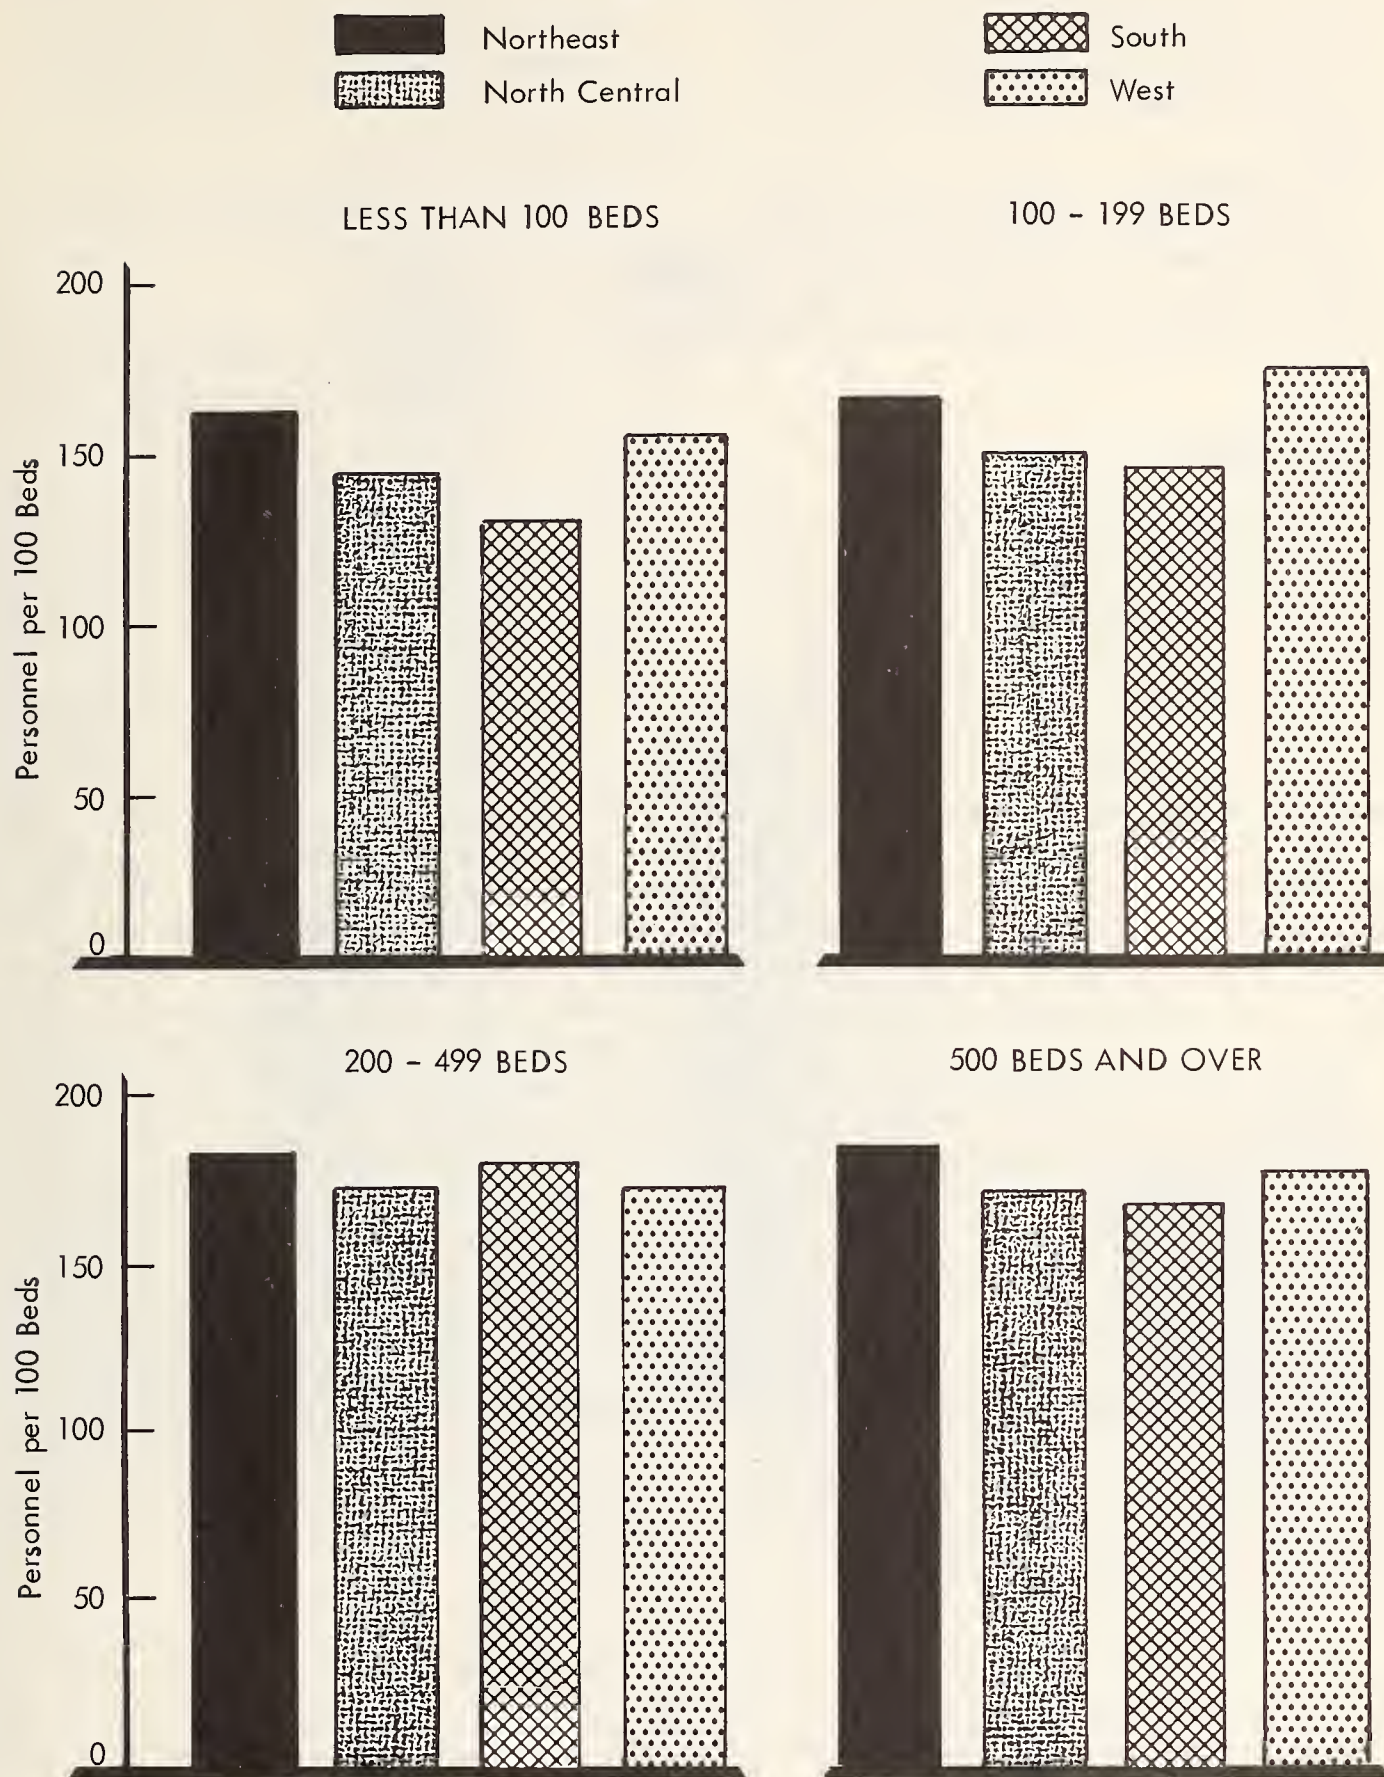 Northeast
North Central
South
West
LESS THAN 100 BEDS
200
150
100
50
0
Personnel per 100 Beds
100 - 199 BEDS
200 - 499 BEDS
200
150
100
50
0
Personnel per 100 Beds
500 BEDS AND OVER